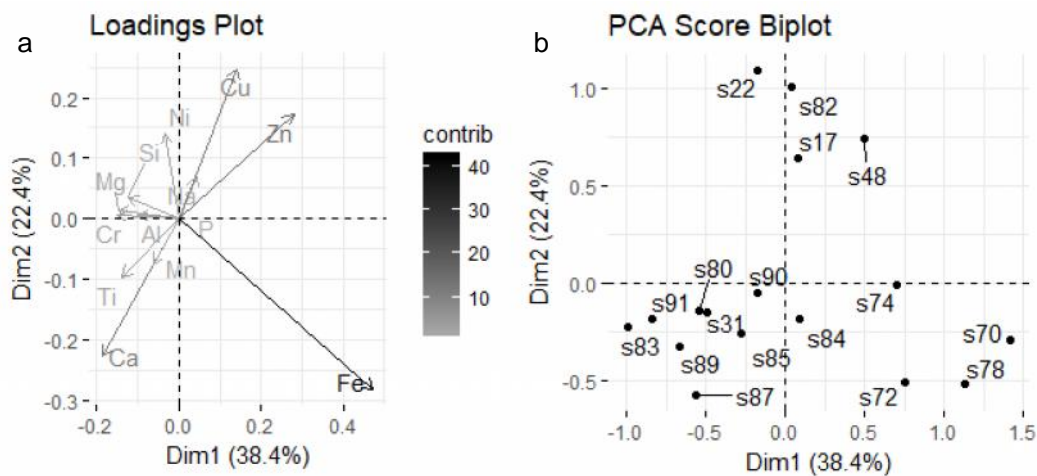 a
Loadings Plot
Cu
Zn
Ni
Si
Mg
Na
Cr
Al
P
Mn
Ti
Ca
Fe
0.2
0.1
0.0
-0.1
-0.2
-0.3
-0.2
0.0
0.2
0.4
Dim2 (22.4%)
Dim1 (38.4%)
contrib
40
30
20
10
b
PCA Score Biplot
s22
s82
s17
s48
s80
s90
s74
s91
s31
s84
s70
s83
s89
s85
s78
s87
s72
1.0
0.5
0.0
-0.5
-1.0
-0.5
0.0
0.5
1.0
1.5
Dim2 (22.4%)
Dim1 (38.4%)